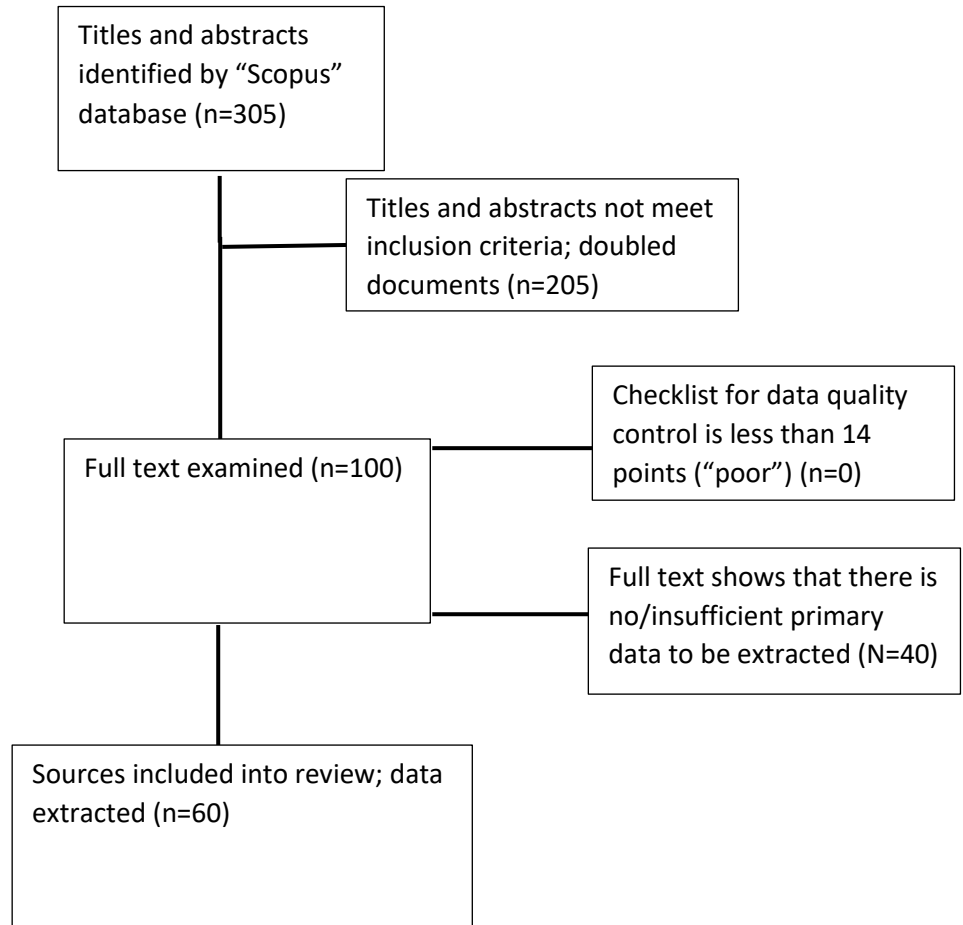 Titles and abstracts
identified by “Scopus”
database (n=305)
Titles and abstracts not meet
inclusion criteria; doubled
documents (n=205)
Checklist for data quality
control is less than 14
points (“poor”) (n=0)
Full text examined (n=100)
Full text shows that there is
no/insufficient primary
data to be extracted (N=40)
Sources included into review; data
extracted (n=60)